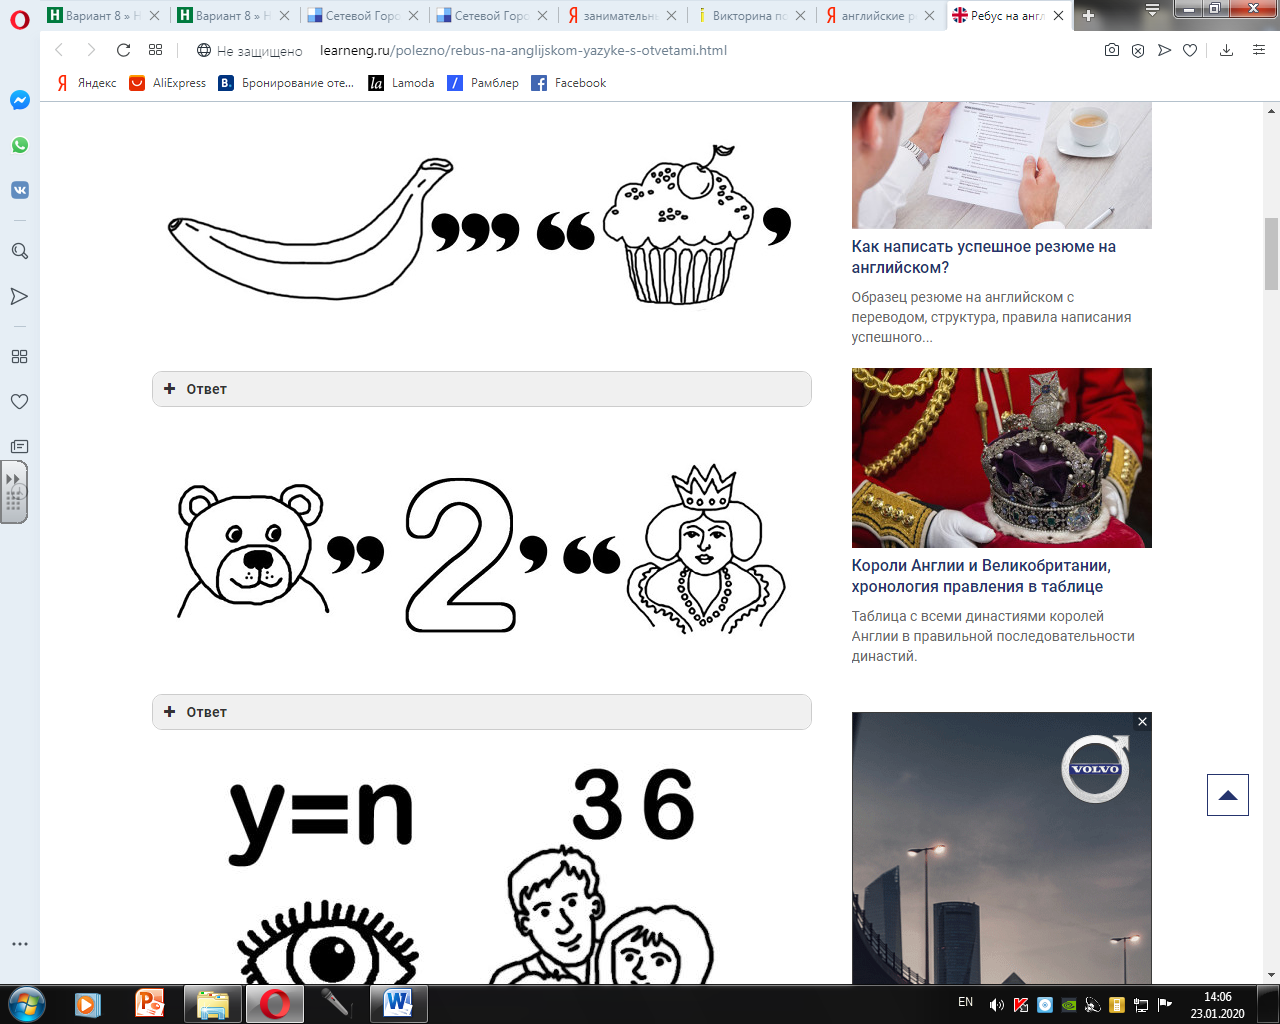 Вариант 8 » Н
Вариант 8 » Н
Сетевой Горо
Сетевой Горо
занимательны
Викторина по
английские р
Ребус на англ
Не защищено
learneng.ru/polezno/rebus-na-anglijskom-yazyke-s-otvetami.html
Яндекс
AliExpress
B.
Бронирование оте...
la
Lamoda
Рамблер
Facebook
,,,
“
,
Как написать успешное резюме на
английском?
Образец резюме на английском с
переводом, структура, правила написания
успешного...
Ответ
,,
2
,
“
Короли Англии и Великобритании,
хронология правления в таблице
Таблица с всеми династиями королей
Англии в правильной последовательности
династий.
Ответ
y=n
3 6
VOLVO
EN
14:06
23.01.2020